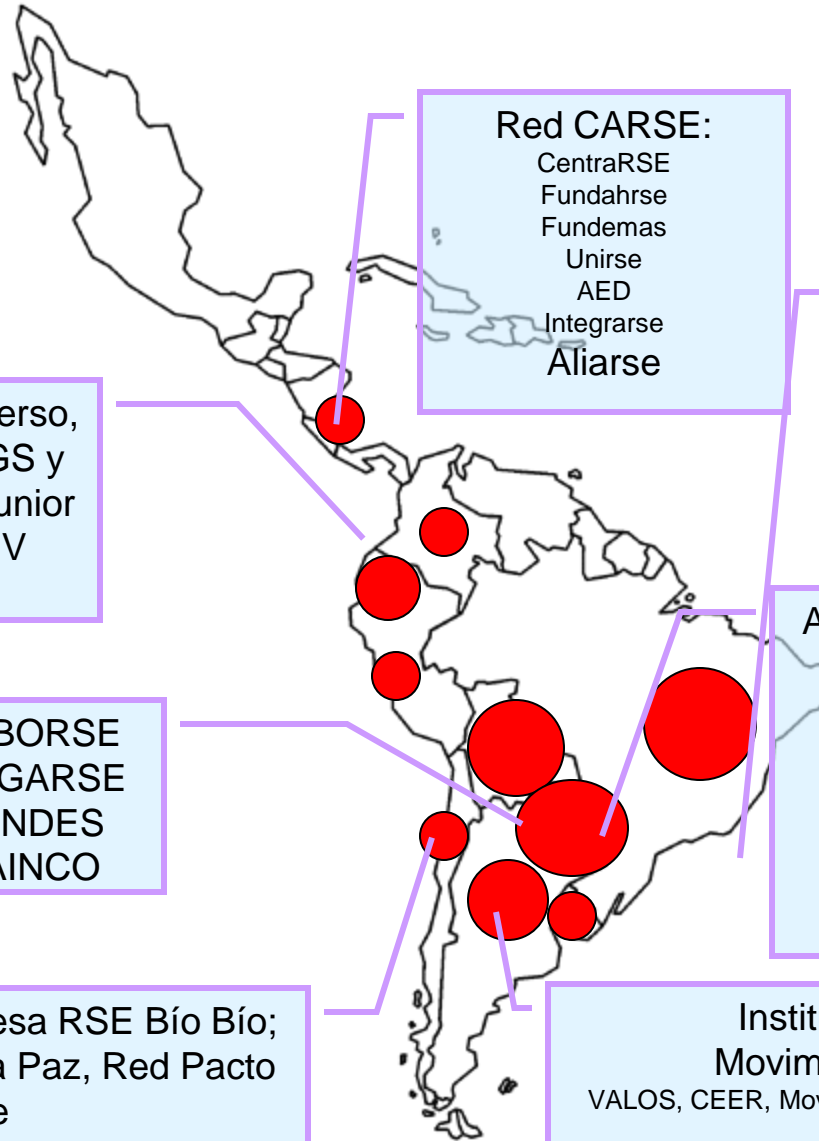 Red CARSE:
CentraRSE
Fundahrse
Fundemas
Unirse
AED
Integrarse
Aliarse
erso,
GS y
unior
V
A
BORSE
GARSE
NDES
AINCO
esa RSE Bío Bío;
a Paz, Red Pacto
e
Instit
Movim
VALOS, CEER, Mov